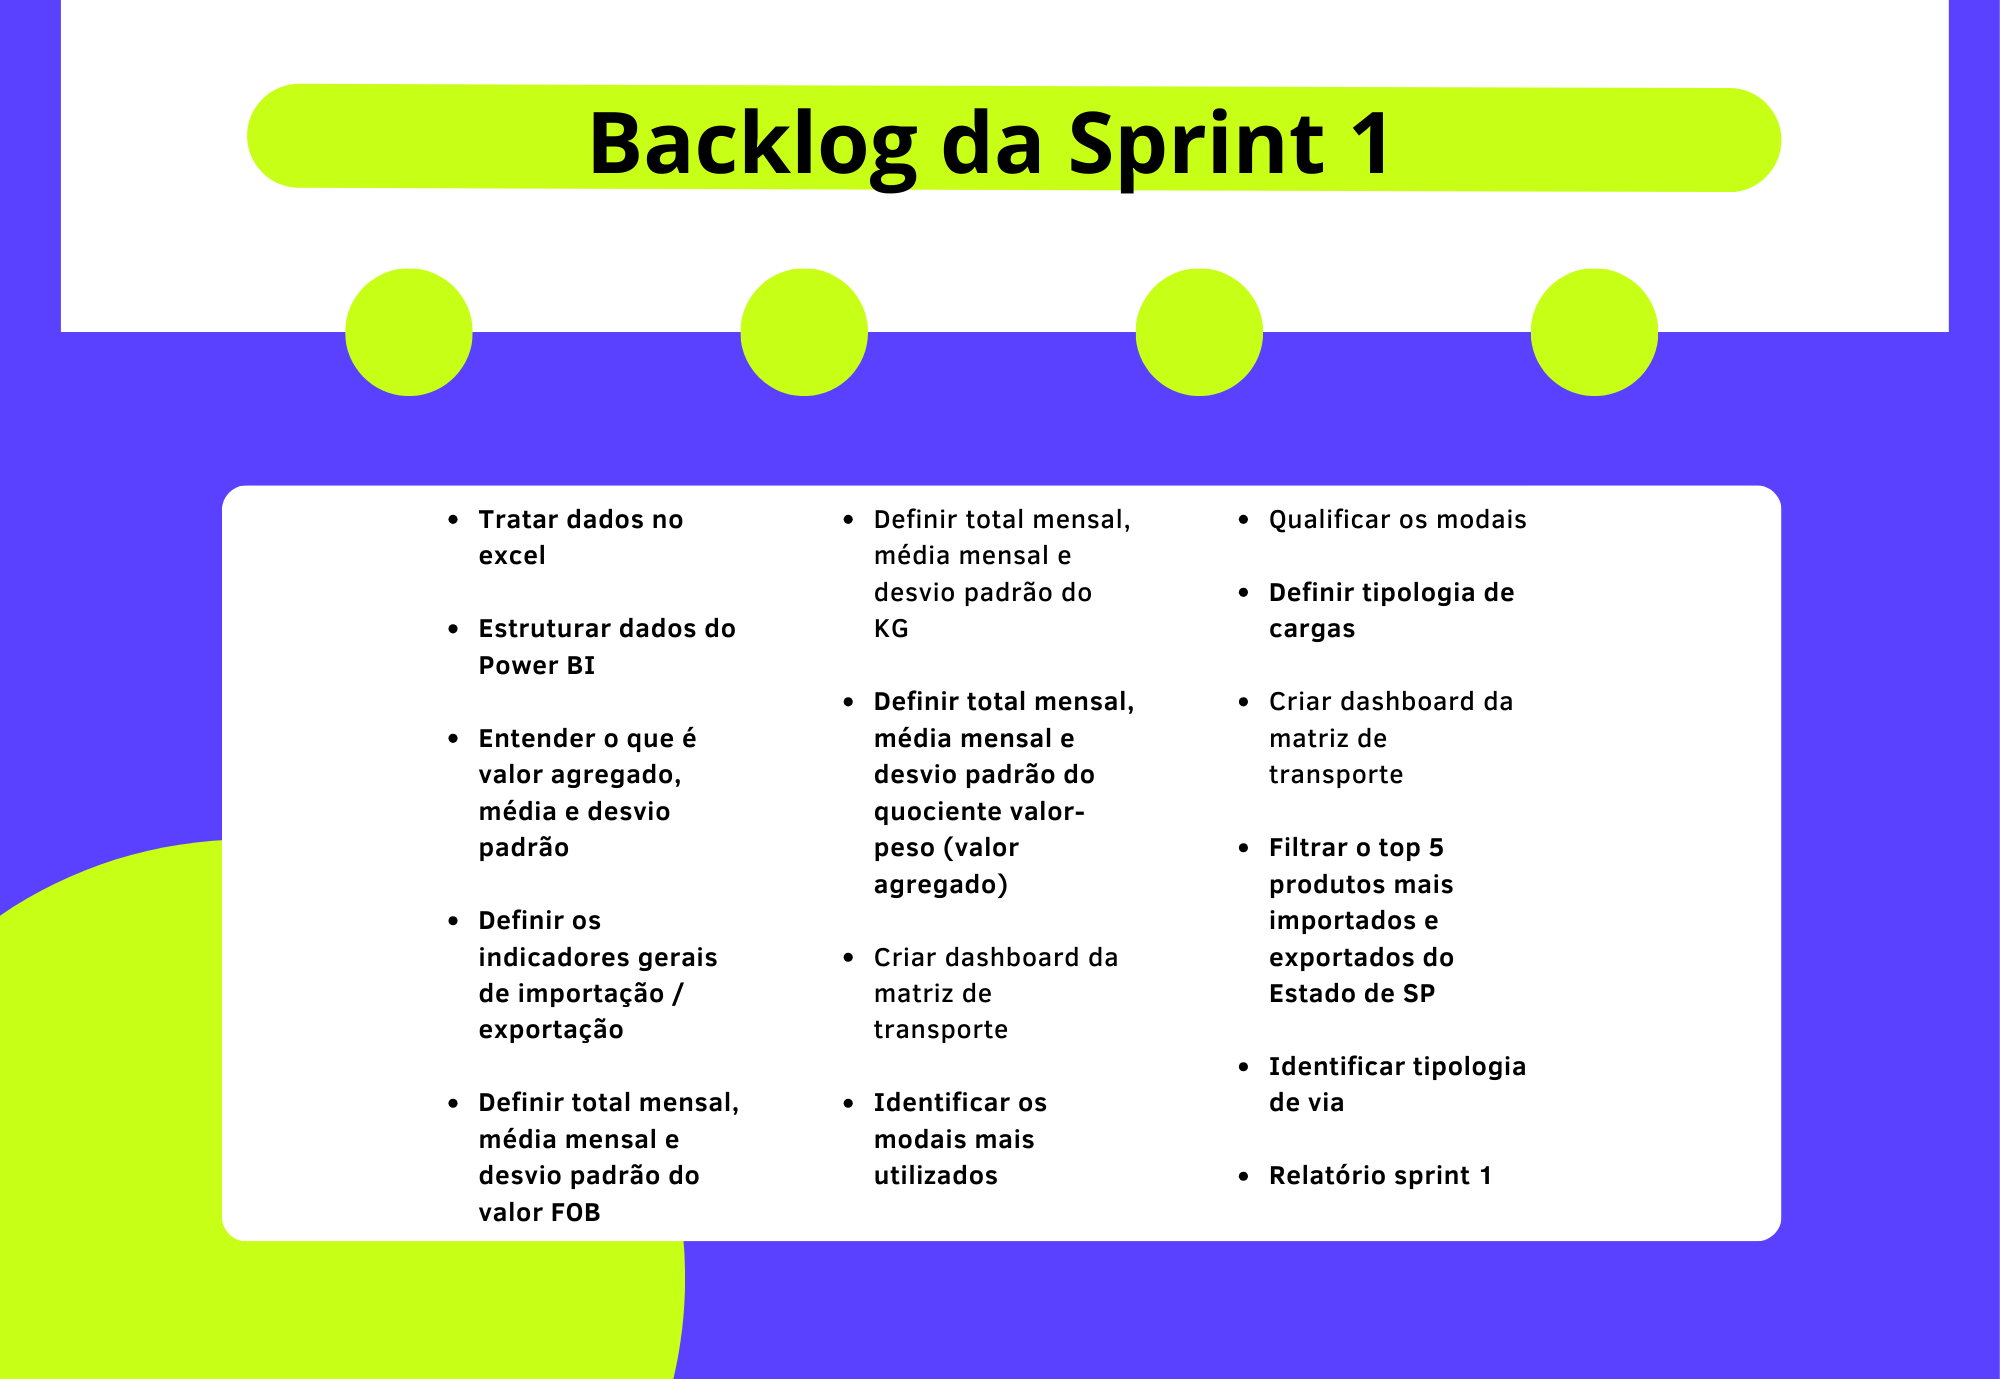 Backlog da Sprint 1
• Tratar dados no
excel
• Estruturar dados do
Power BI
• Entender o que é
valor agregado,
média e desvio
padrão
• Definir os
indicadores gerais
de importação /
exportação
• Definir total mensal,
média mensal e
desvio padrão do
valor FOB
• Definir total mensal,
média mensal e
desvio padrão do
KG
• Definir total mensal,
média mensal e
desvio padrão do
quociente valor-
peso (valor
agregado)
• Criar dashboard da
matriz de
transporte
• Identificar os
modais mais
utilizados
• Qualificar os modais
• Definir tipologia de
cargas
• Criar dashboard da
matriz de
transporte
• Filtrar o top 5
produtos mais
importados e
exportados do
Estado de SP
• Identificar tipologia
de via
• Relatório sprint 1